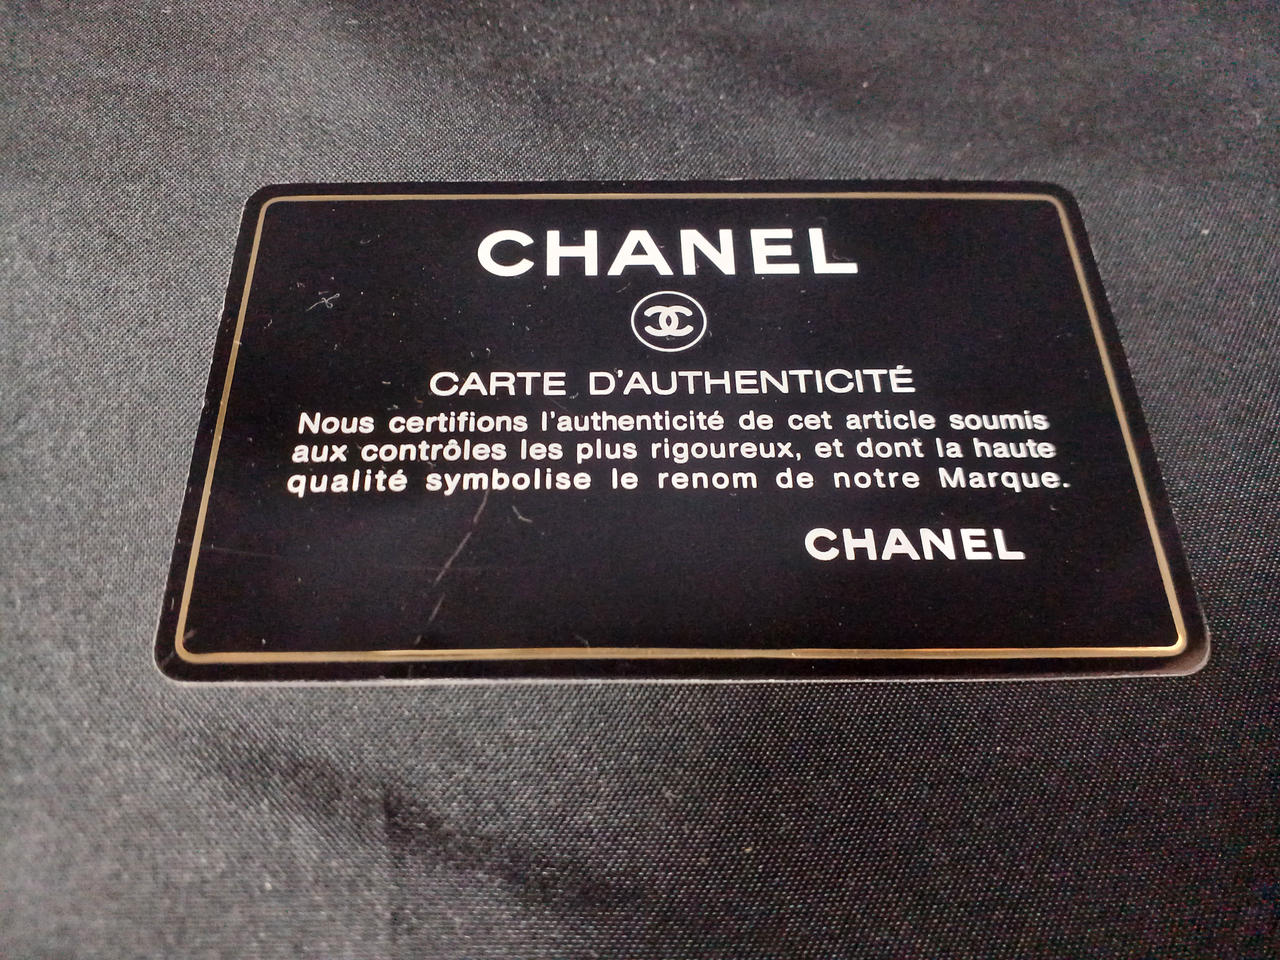 CHANEL
CARTE D'AUTHENTICITÉ
Nous certifions l'authenticité de cet article soumis
aux contrôles les plus rigoureux, et dont la haute
qualité symbolise le renom de notre Marque.
CHANEL